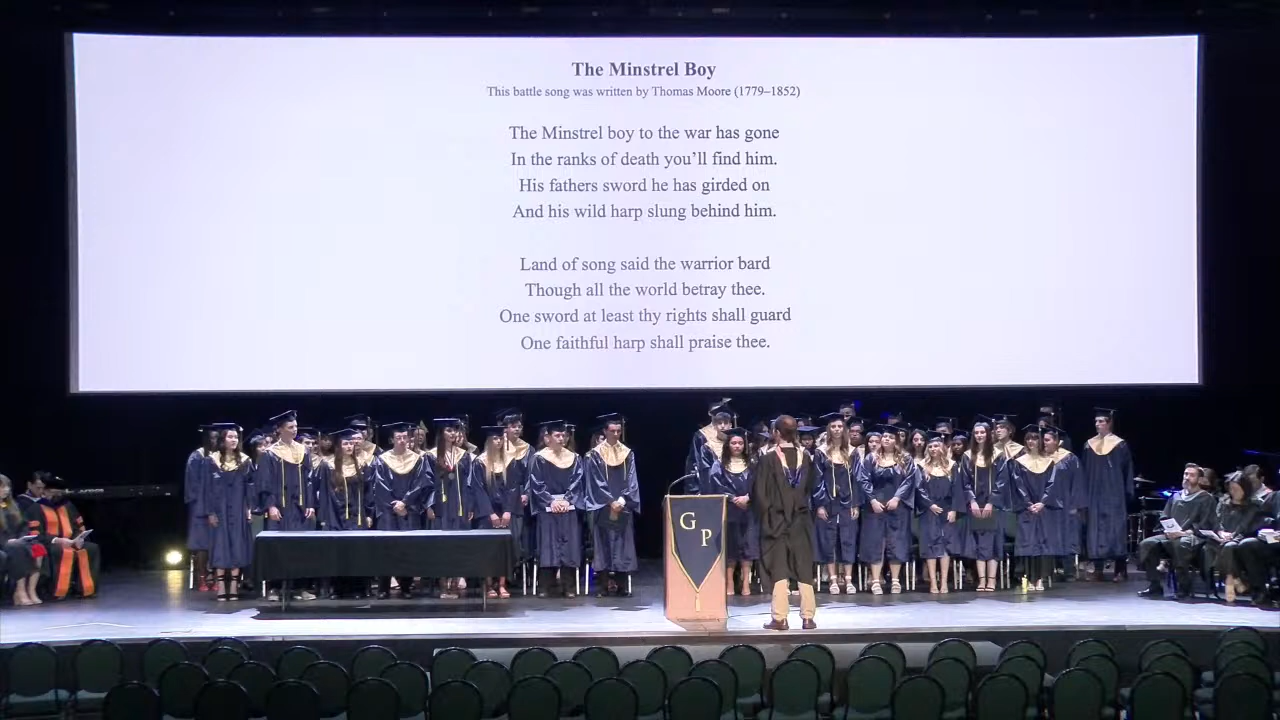 The Minstrel Boy
This battle song was written by Thomas Moore (1779–1852)
The Minstrel boy to the war has gone
In the ranks of death you'll find him.
His fathers sword he has girded on
And his wild harp slung behind him.
Land of song said the warrior bard
Though all the world betray thee.
One sword at least thy rights shall guard
One faithful harp shall praise thee.
G
P